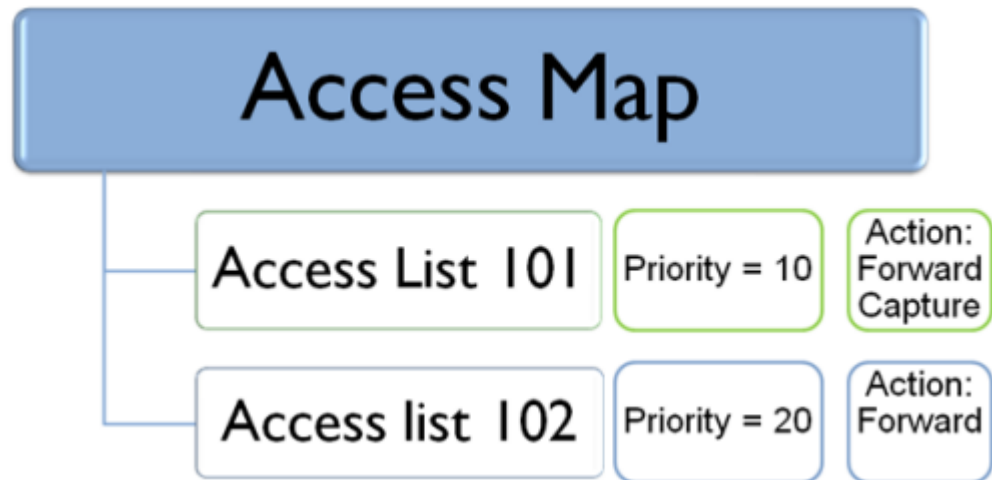 Access Map
Access List 101
Priority = 10
Action:
Forward
Capture
Access list 102
Priority = 20
Action:
Forward